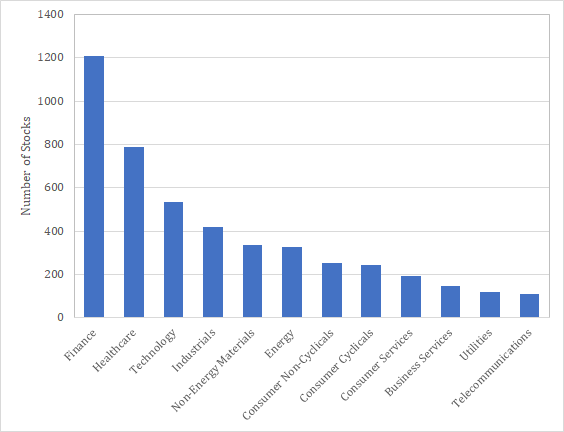 1400
1200
1000
800
600
400
200
0
Number of Stocks
Finance
Healthcare
Technology
Industrials
Non-Energy Materials
Energy
Consumer Non-Cyclicals
Consumer Cyclicals
Consumer Services
Business Services
Utilities
Telecommunications